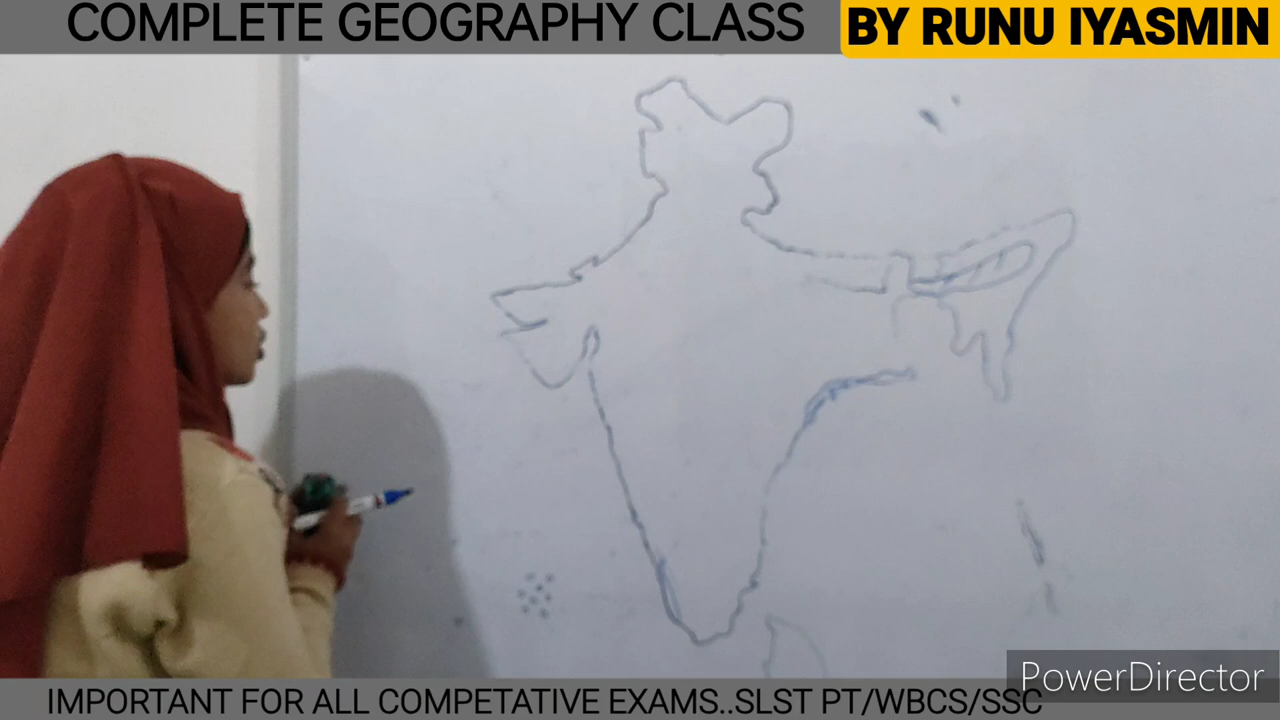 COMPLETE GEOGRAPHY CLASS
BY RUNU IYASMIN
PowerDirector
IMPORTANT FOR ALL COMPETATIVE EXAMS..SLST PT/WBCS/SSC